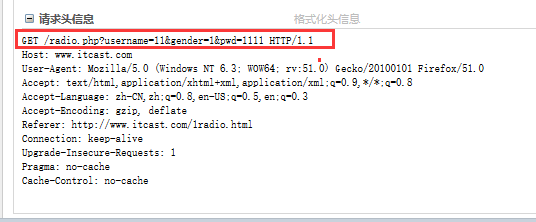 请求头信息 格式化头信息
GET /radio.php?username=11&gender=1&pwd=1111 HTTP/1.1
Host: www.itcast.com
User-Agent: Mozilla/5.0 (Windows NT 6.3; WOW64; rv:51.0) Gecko/20100101 Firefox/51.0
Accept: text/html,application/xhtml+xml,application/xml;q=0.9,*/*;q=0.8
Accept-Language: zh-CN,zh;q=0.8,en-US;q=0.5,en;q=0.3
Accept-Encoding: gzip, deflate
Referer: http://www.itcast.com/1radio.html
Connection: keep-alive
Upgrade-Insecure-Requests: 1
Pragma: no-cache
Cache-Control: no-cache